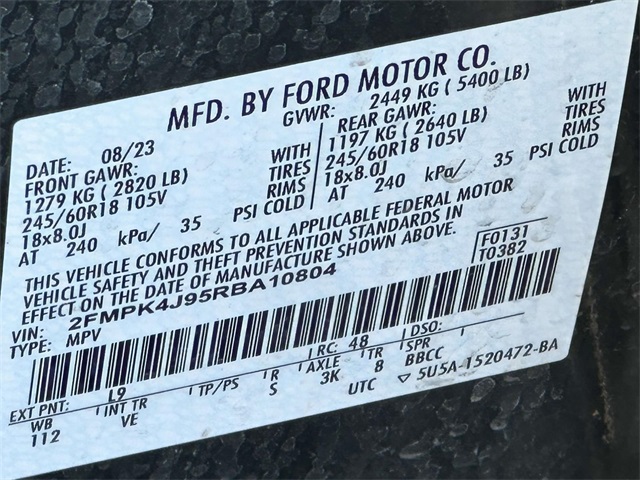 MFD. BY FORD MOTOR CO.
DATE: 08/23 GVWR: 2449 KG ( 5400 LB)
FRONT GAWR: REAR GAWR:
1279 KG ( 2820 LB) WITH 1197 KG ( 2640 LB) WITH
245/60R18 105V TIRES 245/60R18 105V TIRES
18x8.0J RIMS 18x8.0J RIMS
AT 240 kPa/ 35 PSI COLD AT 240 kPa/ 35 PSI COLD
THIS VEHICLE CONFORMS TO ALL APPLICABLE FEDERAL MOTOR
VEHICLE SAFETY AND THEFT PREVENTION STANDARDS IN
EFFECT ON THE DATE OF MANUFACTURE SHOWN ABOVE.
F0131
T0382
VIN: 2FMPK4J95RBA10804
TYPE: MPV
EXT PNT: L9 RC: 48 DSO:
WB INT TR TP/PS R AXLE TR SPR
112 VE S 3K 8 BBCC
UTC ▽ 5U5A-1520472-BA